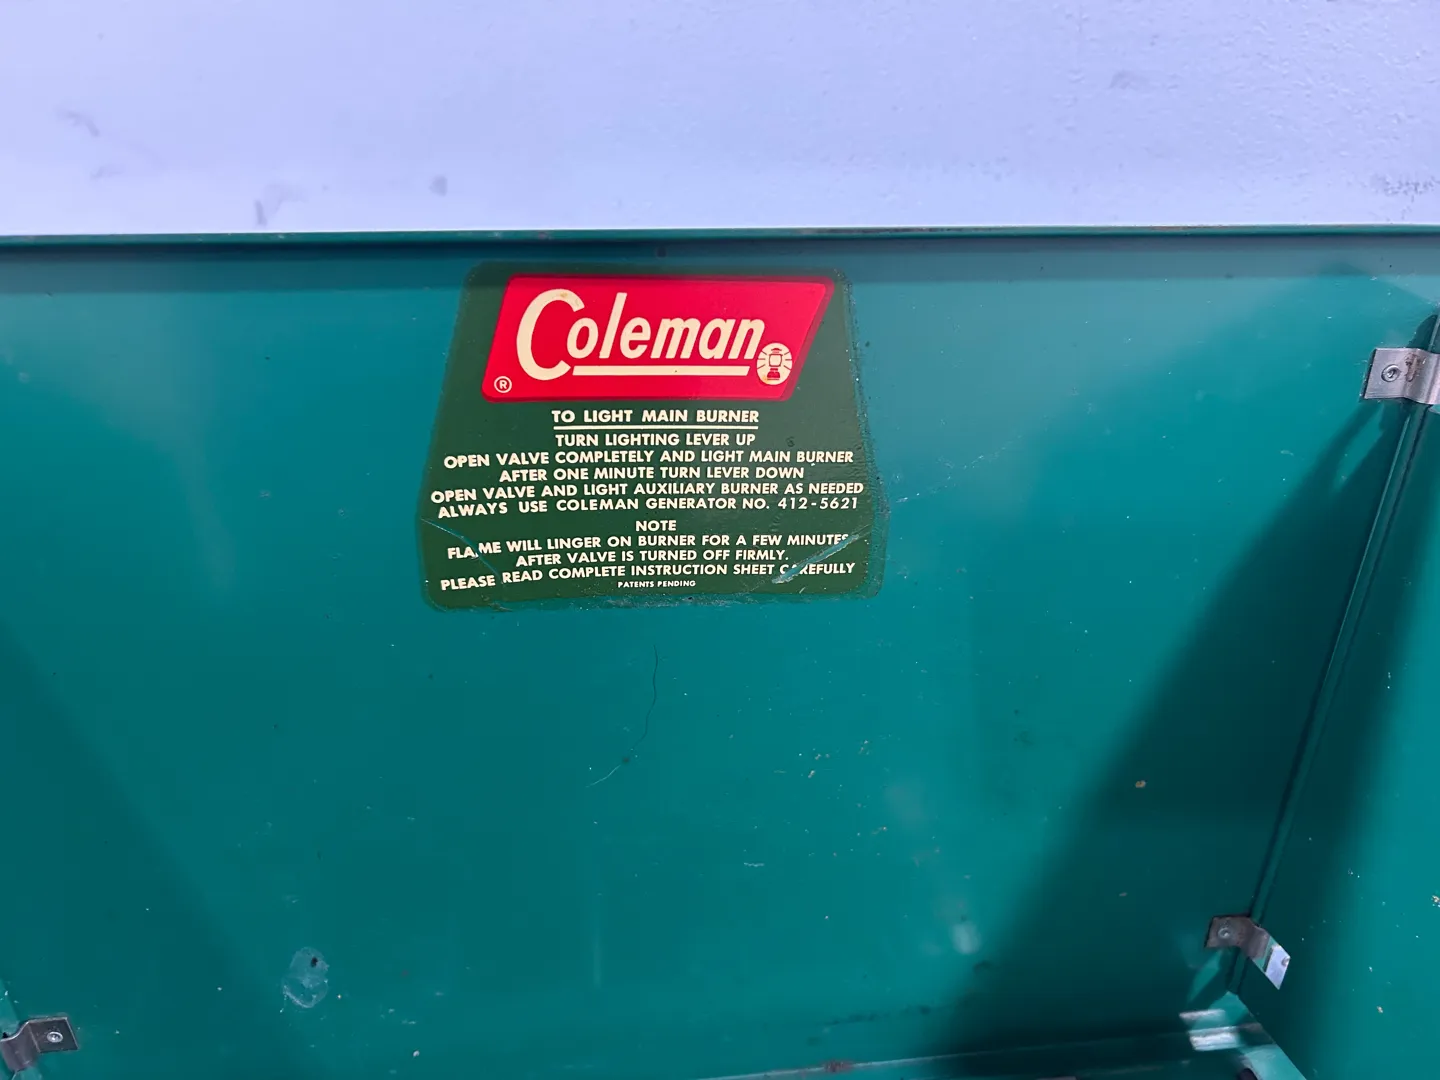 Coleman
®
TO LIGHT MAIN BURNER
TURN LIGHTING LEVER UP
OPEN VALVE COMPLETELY AND LIGHT MAIN BURNER
AFTER ONE MINUTE TURN LEVER DOWN
OPEN VALVE AND LIGHT AUXILIARY BURNER AS NEEDED
ALWAYS USE COLEMAN GENERATOR NO. 412-5621
NOTE
FLAME WILL LINGER ON BURNER FOR A FEW MINUTES
AFTER VALVE IS TURNED OFF FIRMLY.
PLEASE READ COMPLETE INSTRUCTION SHEET CAREFULLY
PATENTS PENDING